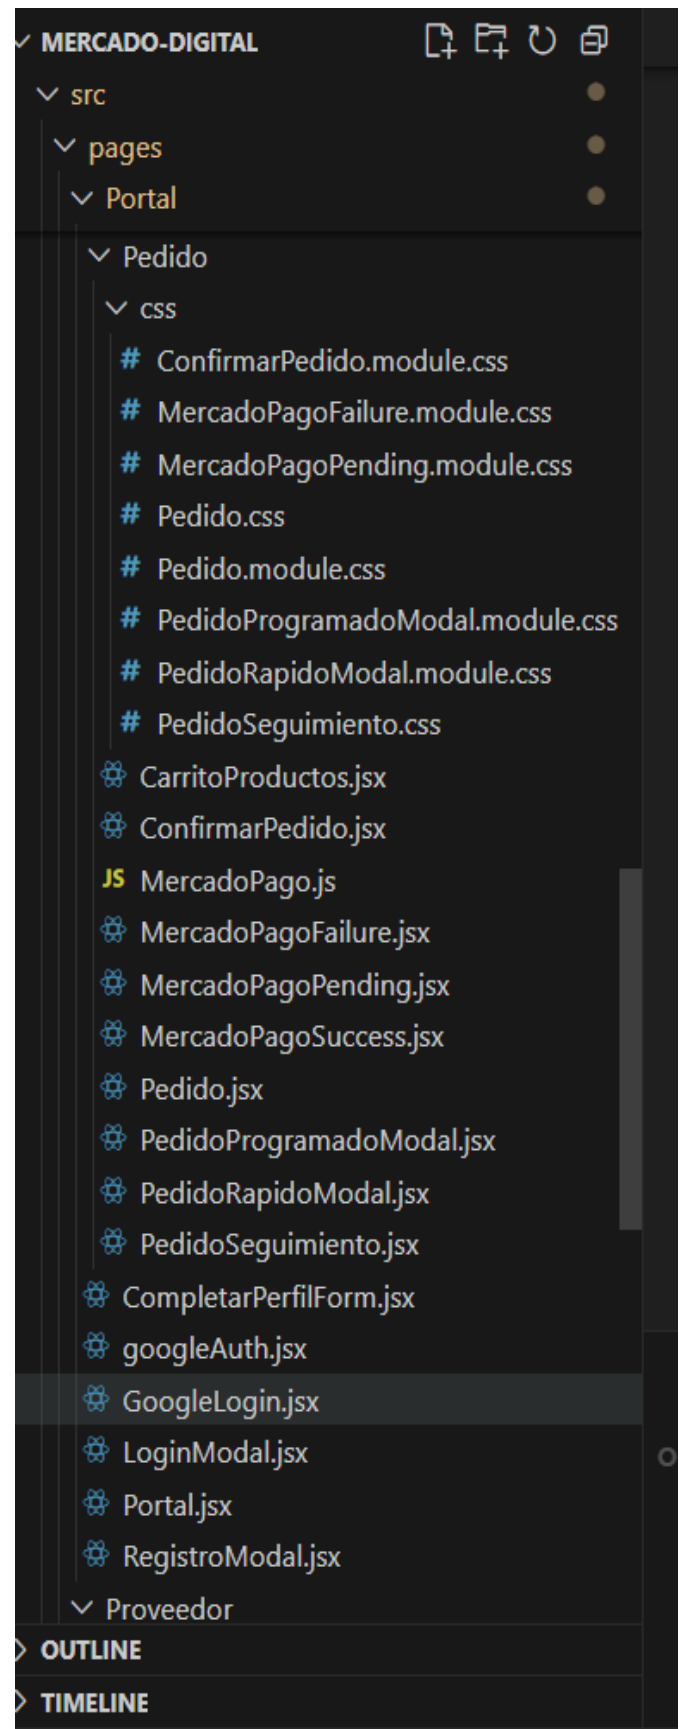 MERCADO-DIGITAL
src
pages
Portal
Pedido
css
# ConfirmarPedido.module.css
# MercadoPagoFailure.module.css
# MercadoPagoPending.module.css
# Pedido.css
# Pedido.module.css
# PedidoProgramadoModal.module.css
# PedidoRapidoModal.module.css
# PedidoSeguimiento.css
CarritoProductos.jsx
ConfirmarPedido.jsx
JS MercadoPago.js
MercadoPagoFailure.jsx
MercadoPagoPending.jsx
MercadoPagoSuccess.jsx
Pedido.jsx
PedidoProgramadoModal.jsx
PedidoRapidoModal.jsx
PedidoSeguimiento.jsx
CompletarPerfilForm.jsx
googleAuth.jsx
GoogleLogin.jsx
LoginModal.jsx
Portal.jsx
RegistroModal.jsx
Proveedor
OUTLINE
TIMELINE